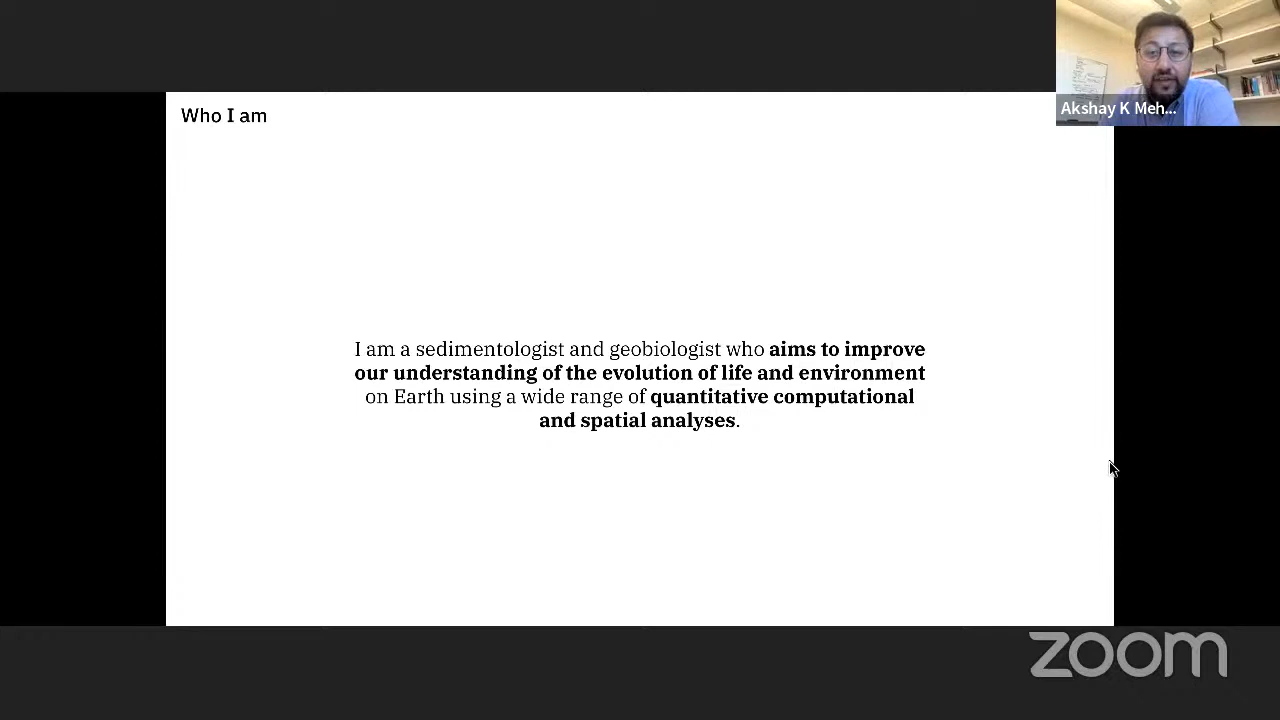 Who I am
Akshay K Meh...
I am a sedimentologist and geobiologist who aims to improve
our understanding of the evolution of life and environment
on Earth using a wide range of quantitative computational
and spatial analyses.
zoom